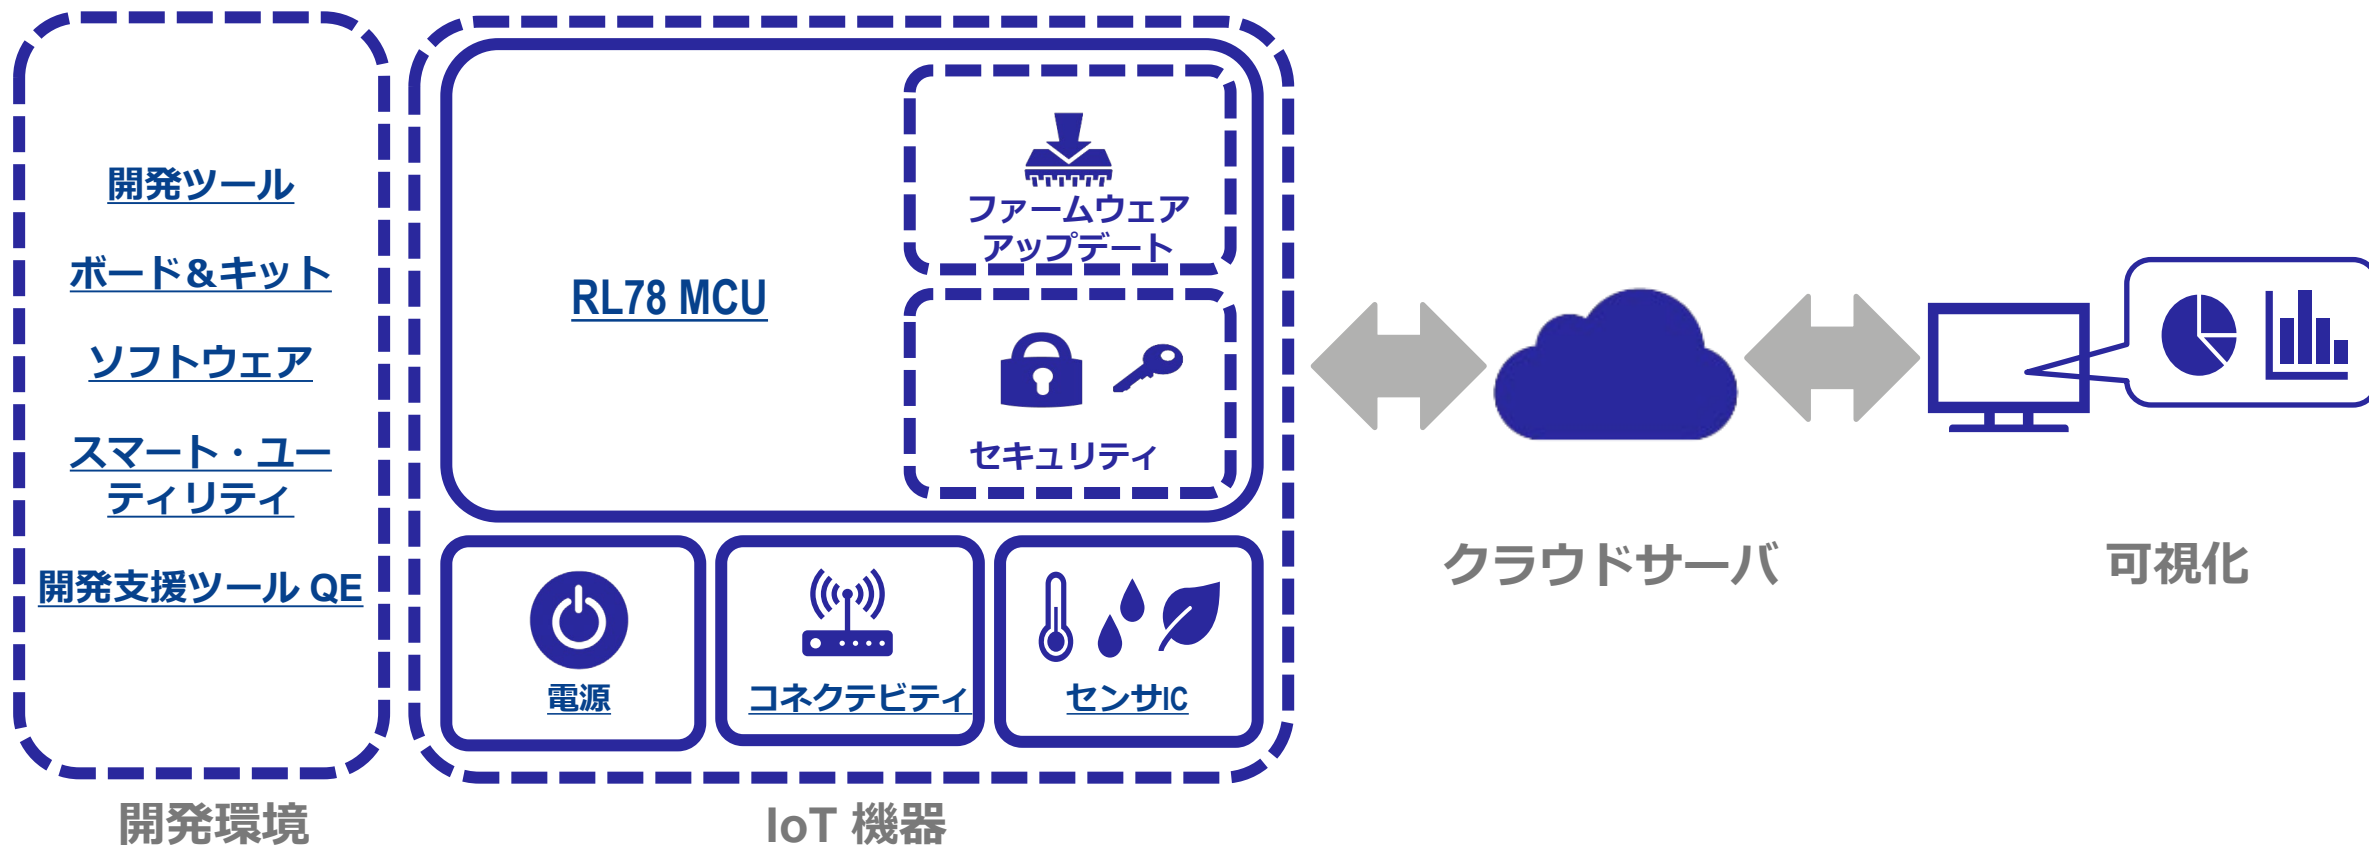 開発ツール
ボード＆キット
ソフトウェア
スマート・ユー
ティリティ
開発支援ツール QE
開発環境
RL78 MCU
ファームウェア
アップデート
セキュリティ
電源
コネクテビティ
センサIC
IoT 機器
クラウドサーバ
可視化